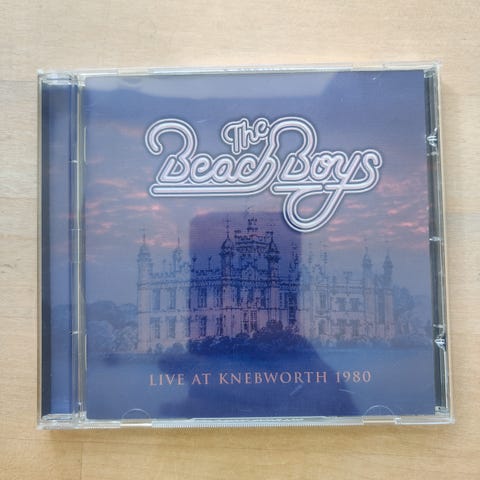 The
Beach Boys
LIVE AT KNEBWORTH 1980